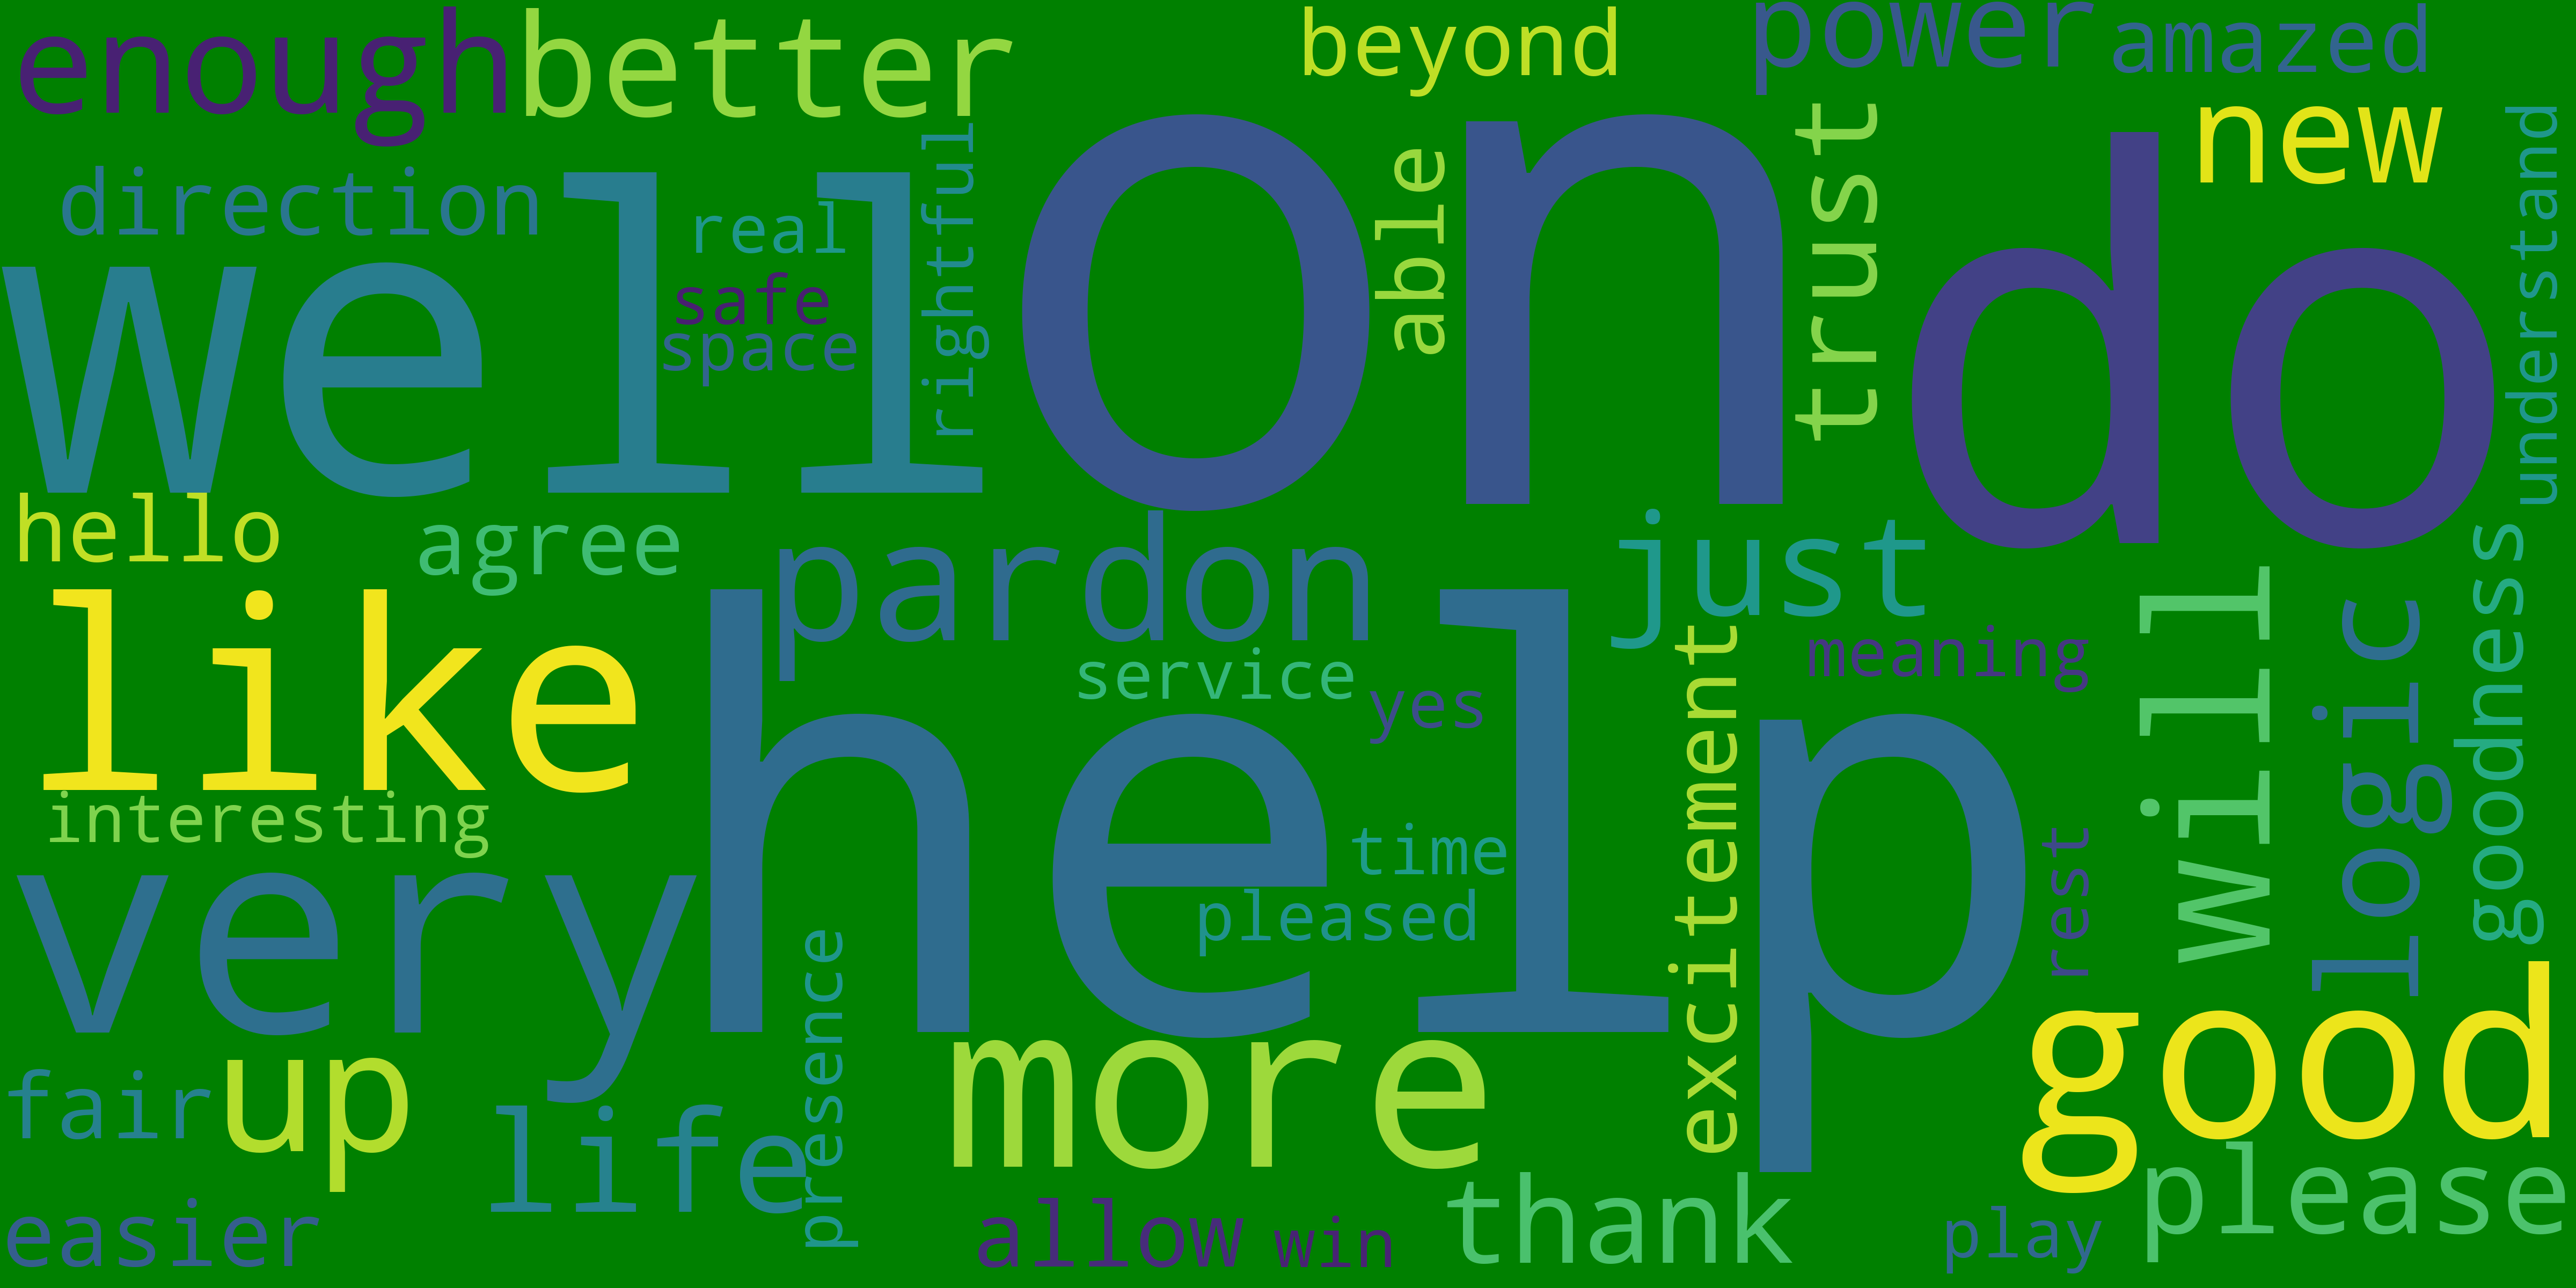 enough
better
beyond
power
amazed
new
direction
well
real
safe
space
rightful
on
able
trust
do
understand
hello
agree
pardon
just
like
help
service
yes
meaning
excitement
will
logic
goodness
interesting
very
time
pleased
rest
presence
fair
up
life
more
good
easier
allow
win
thank
play
please